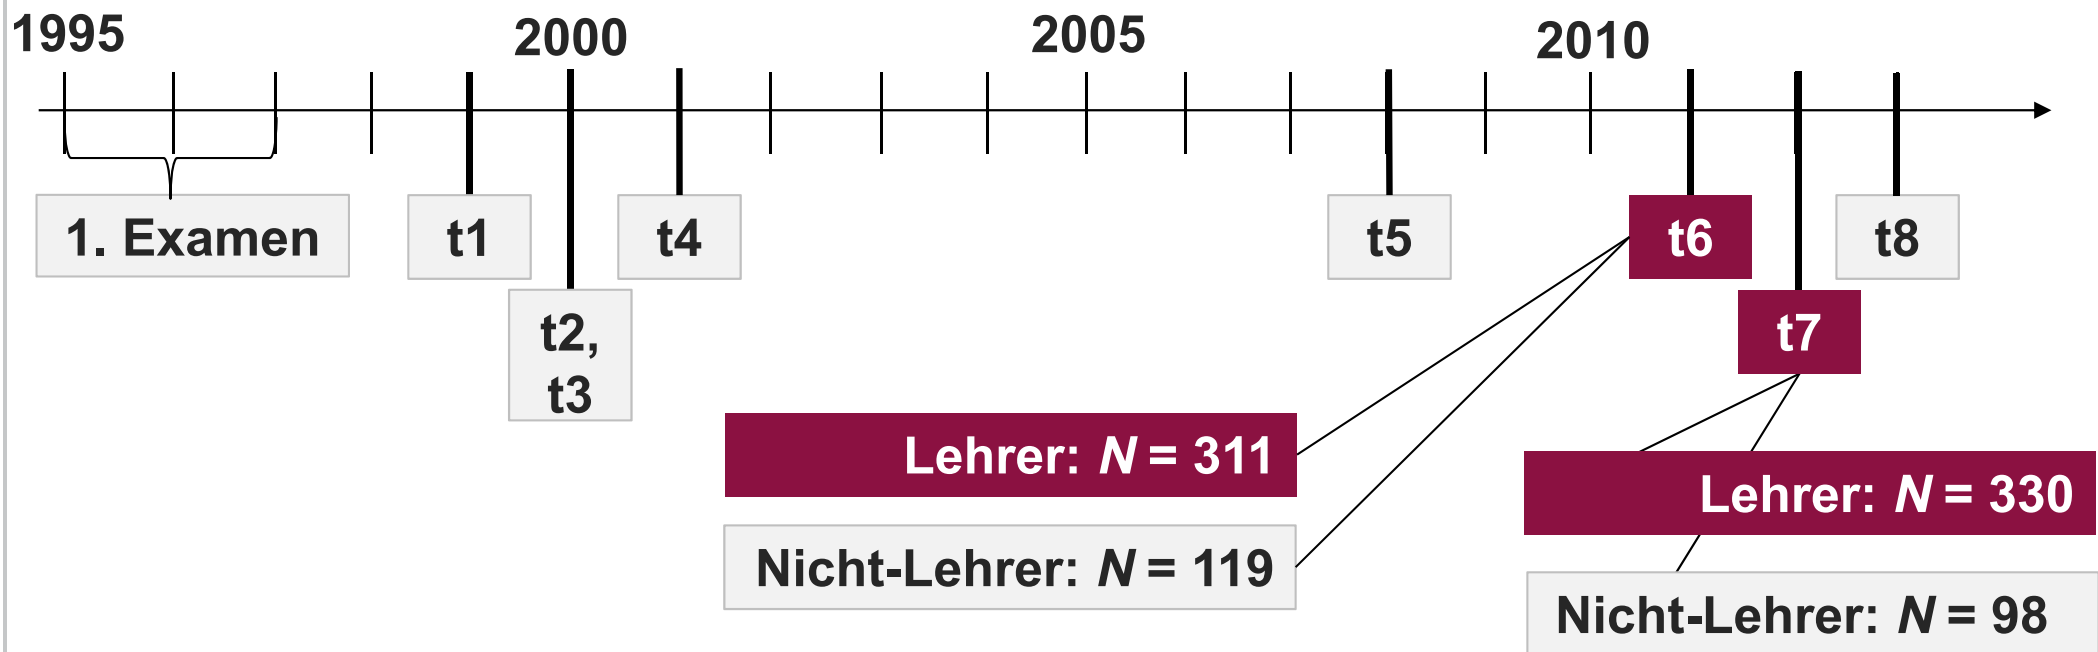 1995
2000
2005
2010
1. Examen
t1
t4
t5
t6
t8
t2,
t3
t7
Lehrer: N = 311
Lehrer: N = 330
Nicht-Lehrer: N = 119
Nicht-Lehrer: N = 98